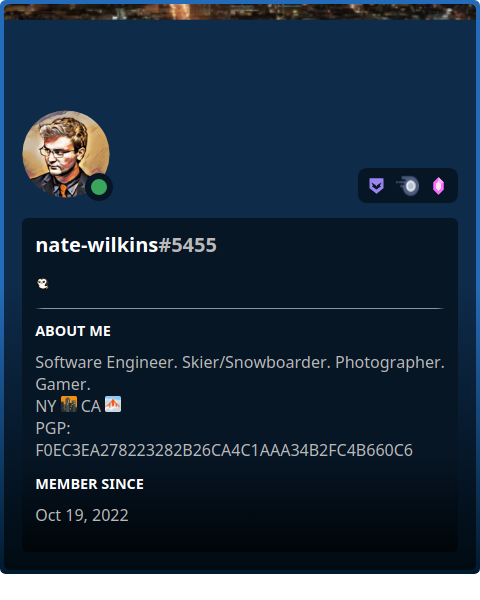 nate-wilkins#5455
ABOUT ME
Software Engineer. Skier/Snowboarder. Photographer.
Gamer.
NY 🌆 CA 🌁
PGP:
F0EC3EA278223282B26CA4C1AAA34B2FC4B660C6
MEMBER SINCE
Oct 19, 2022